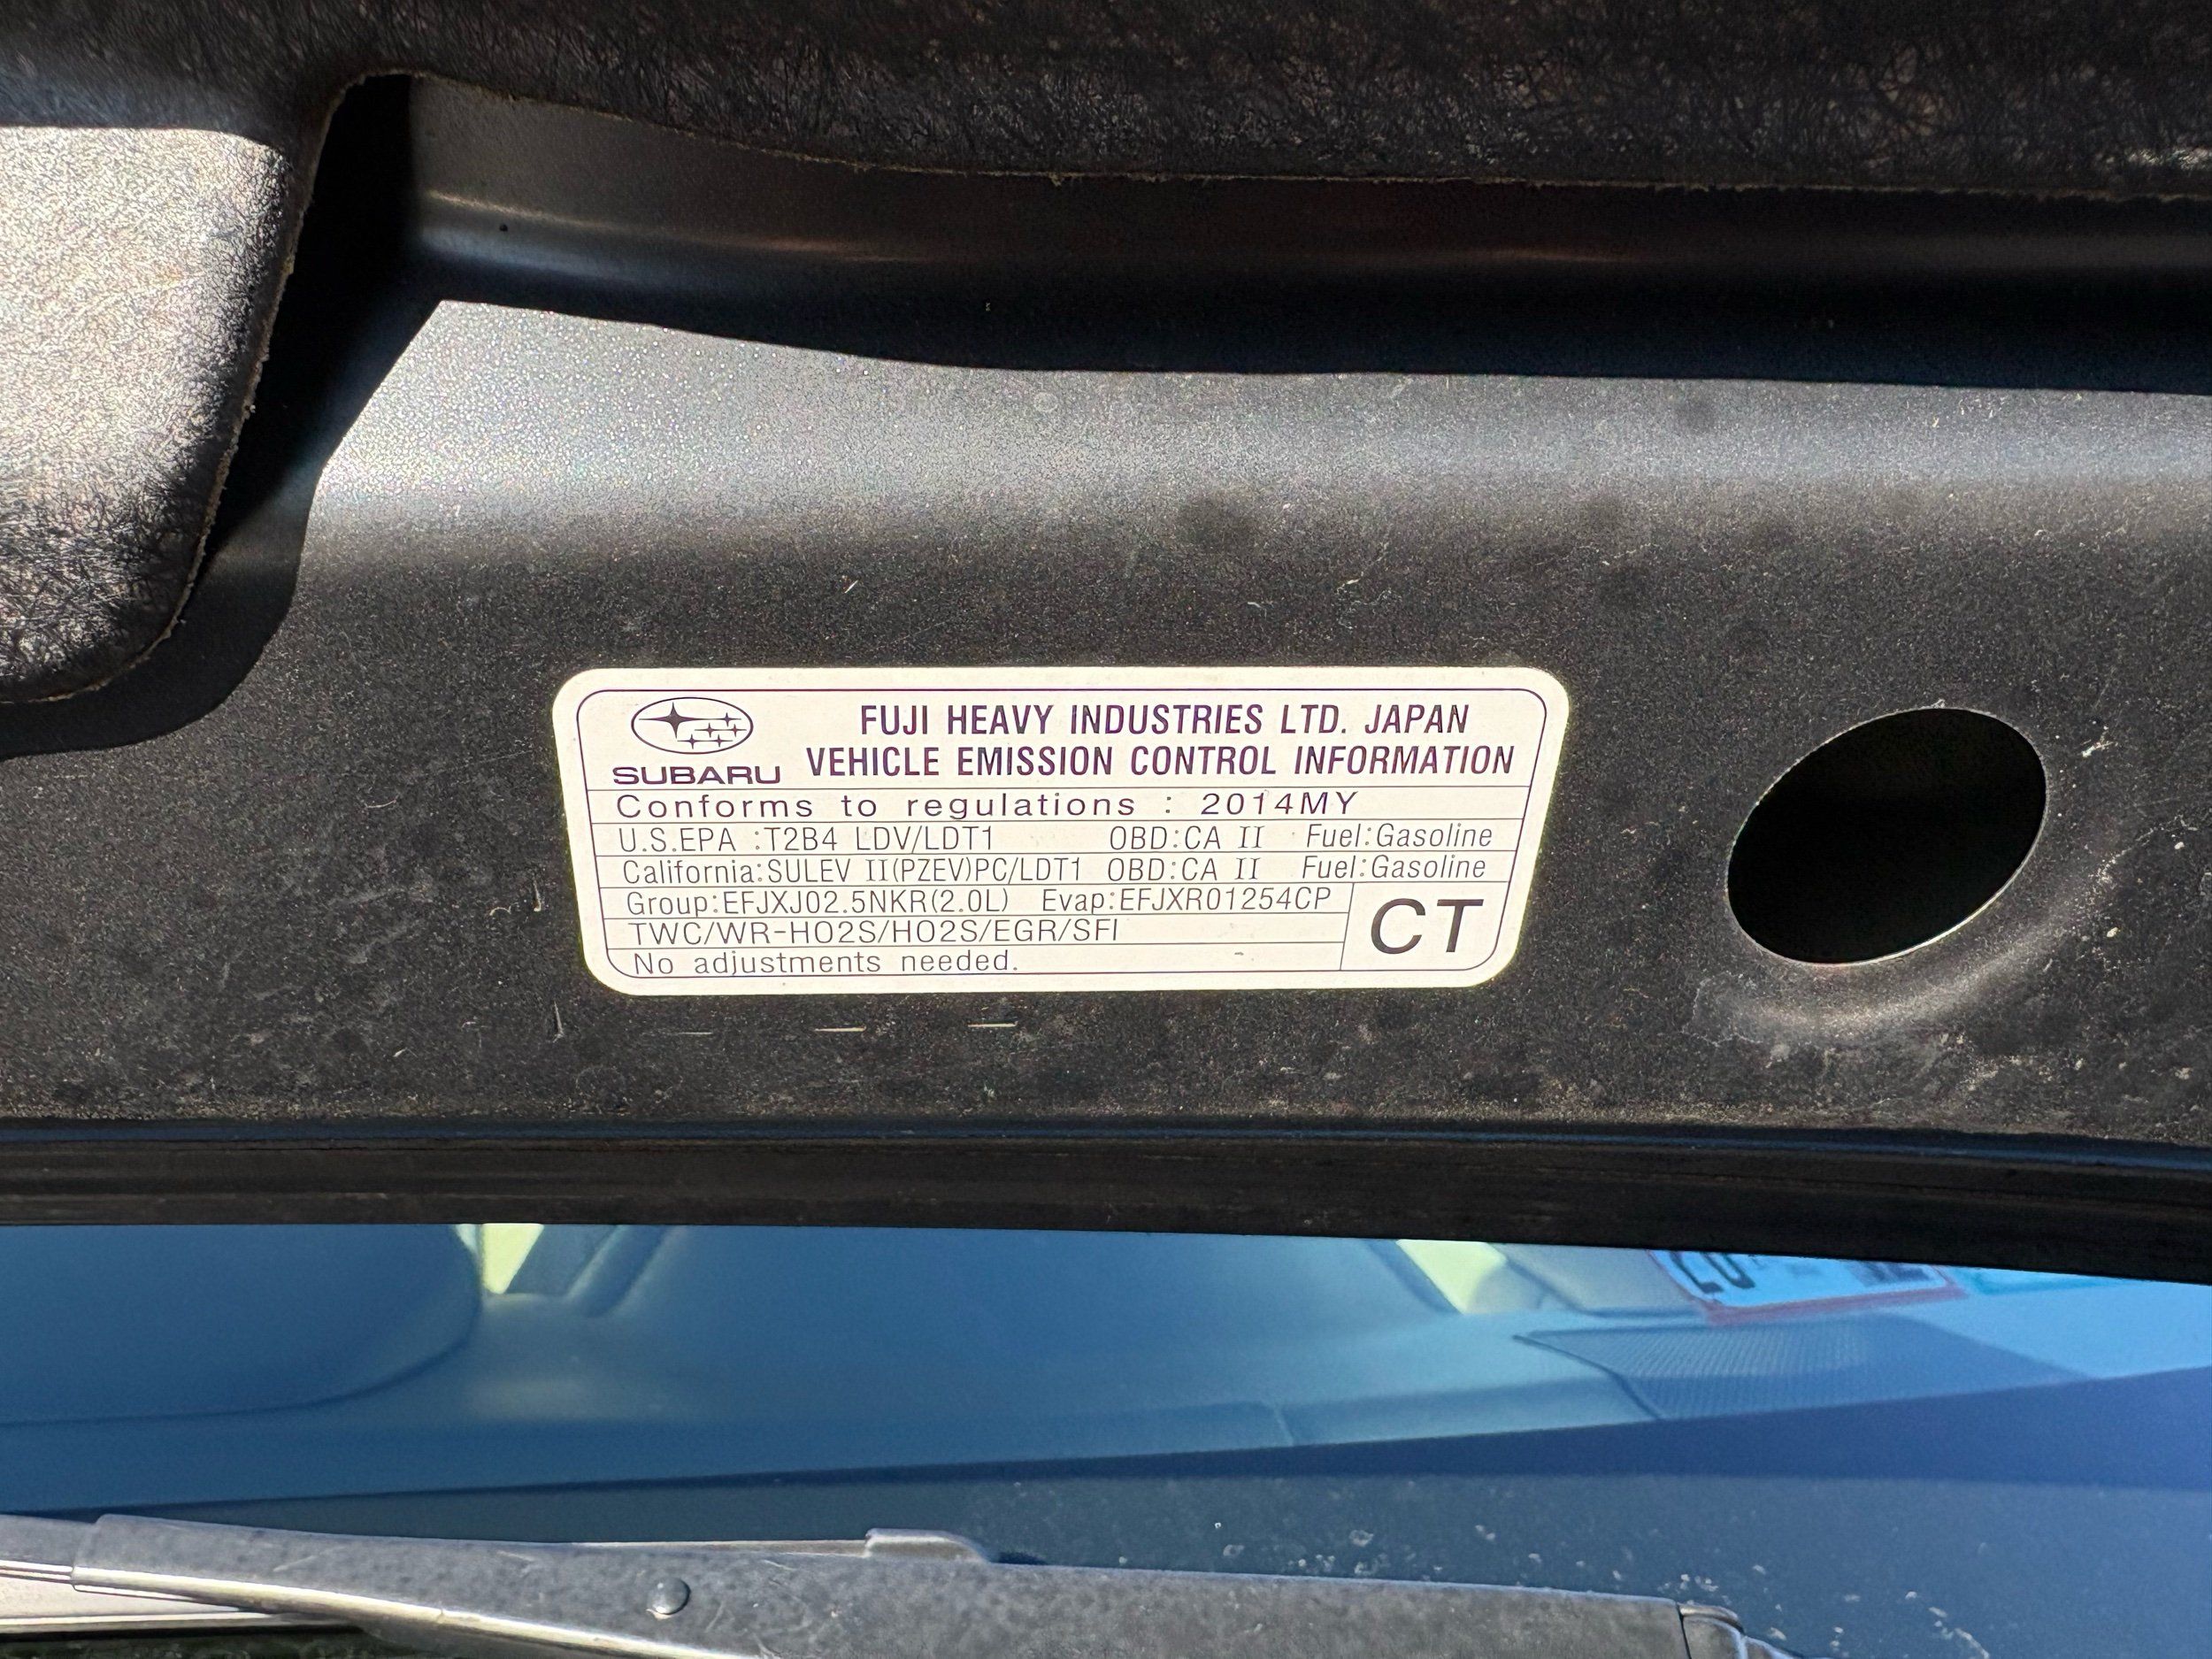 FUJI HEAVY INDUSTRIES LTD. JAPAN
SUBARU VEHICLE EMISSION CONTROL INFORMATION
Conforms to regulations : 2014MY
U.S.EPA :T2B4 LDV/LDT1 OBD:CA II Fuel:Gasoline
California:SULEV II(PZEV)PC/LDT1 OBD:CA II Fuel:Gasoline
Group:EFJXJ02.5NKR(2.0L) Evap:EFJXR01254CP
TWC/WR-HO2S/HO2S/EGR/SFI
CT
No adjustments needed.